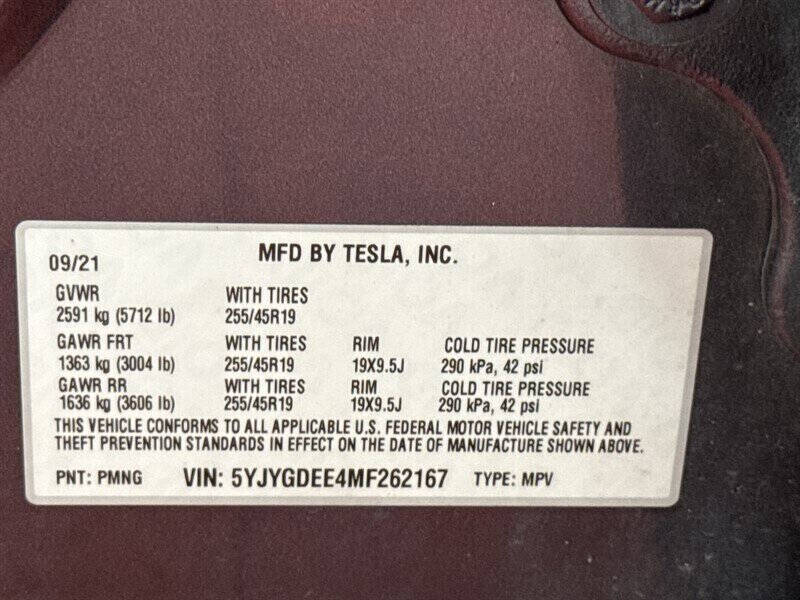 MFD BY TESLA, INC.
09/21
GVWR WITH TIRES
2591 kg (5712 lb) 255/45R19
GAWR FRT WITH TIRES RIM COLD TIRE PRESSURE
1363 kg (3004 lb) 255/45R19 19X9.5J 290 kPa, 42 psi
GAWR RR WITH TIRES RIM COLD TIRE PRESSURE
1636 kg (3606 lb) 255/45R19 19X9.5J 290 kPa, 42 psi
THIS VEHICLE CONFORMS TO ALL APPLICABLE U.S. FEDERAL MOTOR VEHICLE SAFETY AND
THEFT PREVENTION STANDARDS IN EFFECT ON THE DATE OF MANUFACTURE SHOWN ABOVE.
PNT: PMNG VIN: 5YJYGDEE4MF262167 TYPE: MPV